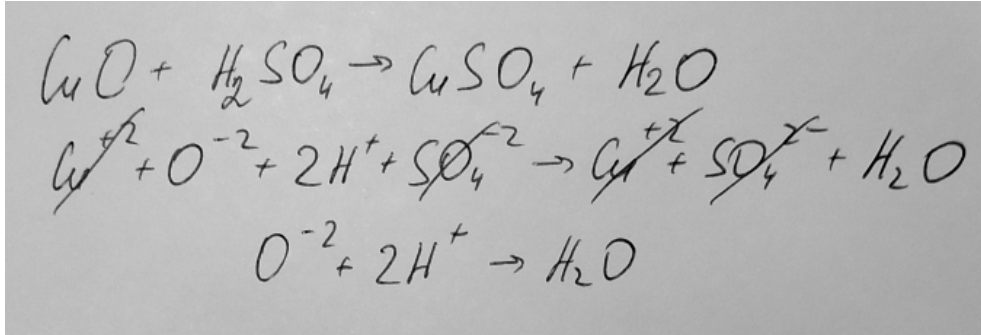 CuO + H₂SO₄ → CuSO₄ + H₂O
Cu⁺² + O⁻² + 2H⁺ + SO₄⁻² → Cu⁺² + SO₄²⁻ + H₂O
O⁻² + 2H⁺ → H₂O